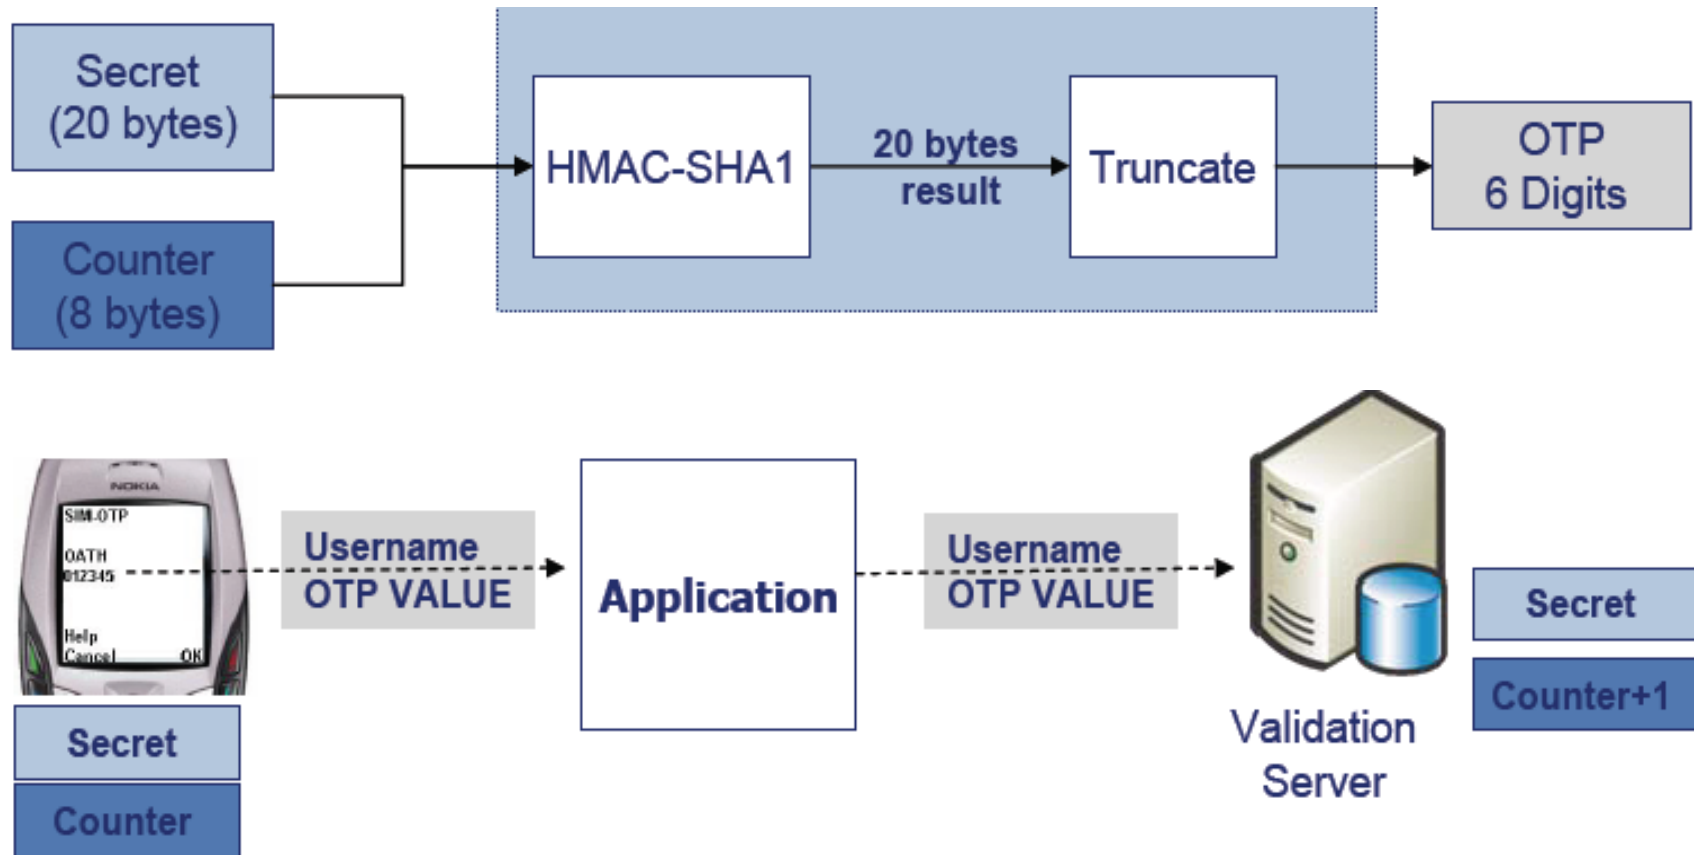 Secret
(20 bytes)
HMAC-SHA1
20 bytes
result
Truncate
OTP
6 Digits
Counter
(8 bytes)
NOKIA
SIM-OTP
OATH
012345
Help
Cancel OK
Username
OTP VALUE
Application
Username
OTP VALUE
Secret
Counter+1
Validation
Server
Secret
Counter